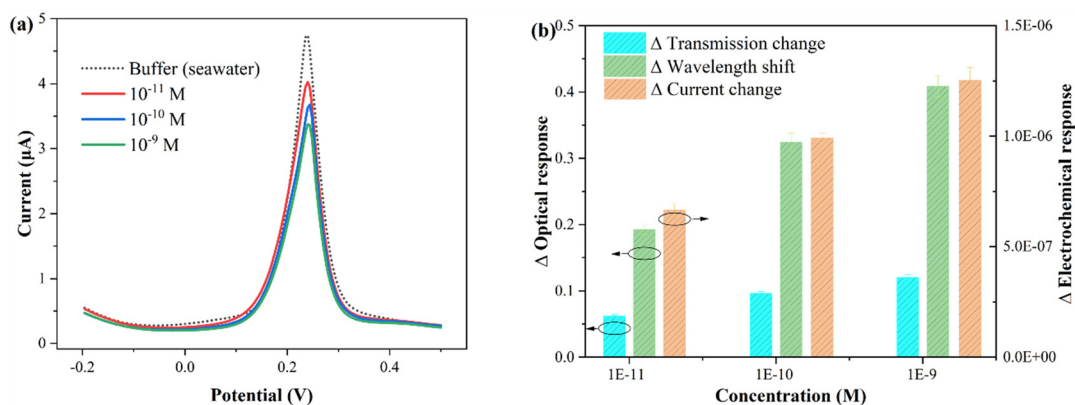 (a)
5
4
3
2
1
0
Current (μA)
Buffer (seawater)
10⁻¹¹ M
10⁻¹⁰ M
10⁻⁹ M
-0.2
0.0
0.2
0.4
Potential (V)
(b)
0.5
0.4
0.3
0.2
0.1
0.0
Δ Optical response
Δ Transmission change
Δ Wavelength shift
Δ Current change
1.5E-06
1.0E-06
5.0E-07
0.0E+00
Δ Electrochemical response
1E-11
1E-10
1E-9
Concentration (M)